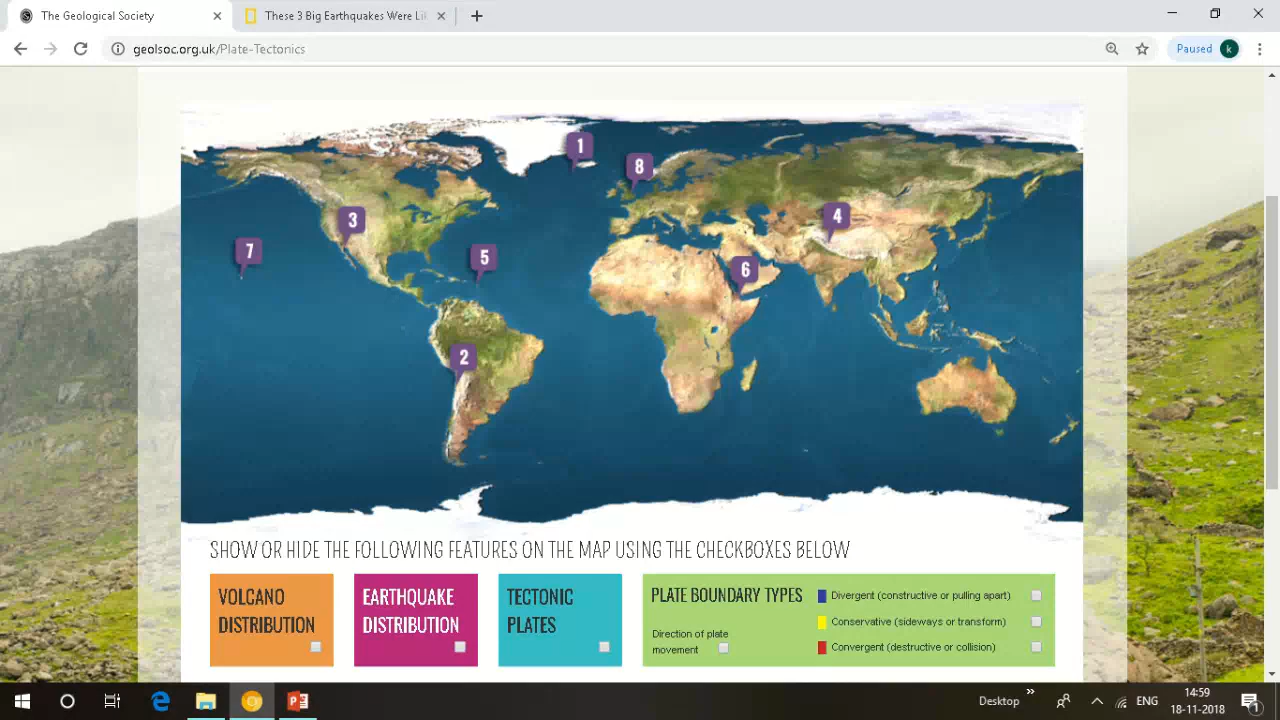 The Geological Society
These 3 Big Earthquakes Were Li
geolsoc.org.uk/Plate-Tectonics
Paused
k
1
8
3
4
7
5
6
2
SHOW OR HIDE THE FOLLOWING FEATURES ON THE MAP USING THE CHECKBOXES BELOW
VOLCANO
DISTRIBUTION
EARTHQUAKE
DISTRIBUTION
TECTONIC
PLATES
PLATE BOUNDARY TYPES
Direction of plate
movement
Divergent (constructive or pulling apart)
Conservative (sideways or transform)
Convergent (destructive or collision)
Desktop
ENG
14:59
18-11-2018
1